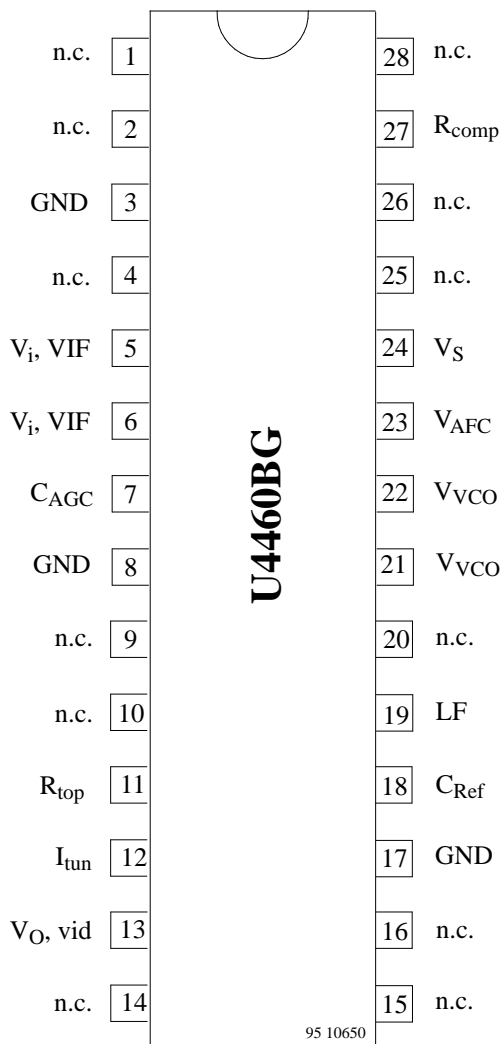 n.c. 1 28 n.c.
n.c. 2 27 Rcomp
GND 3 26 n.c.
n.c. 4 25 n.c.
Vi, VIF 5 24 VS
Vi, VIF 6 23 VAFC
CAGC 7 22 VVCO
GND 8 21 VVCO
n.c. 9 20 n.c.
n.c. 10 19 LF
Rtop 11 18 CRef
Itun 12 17 GND
VO, vid 13 16 n.c.
n.c. 14 15 n.c.
U4460BG
95 10650